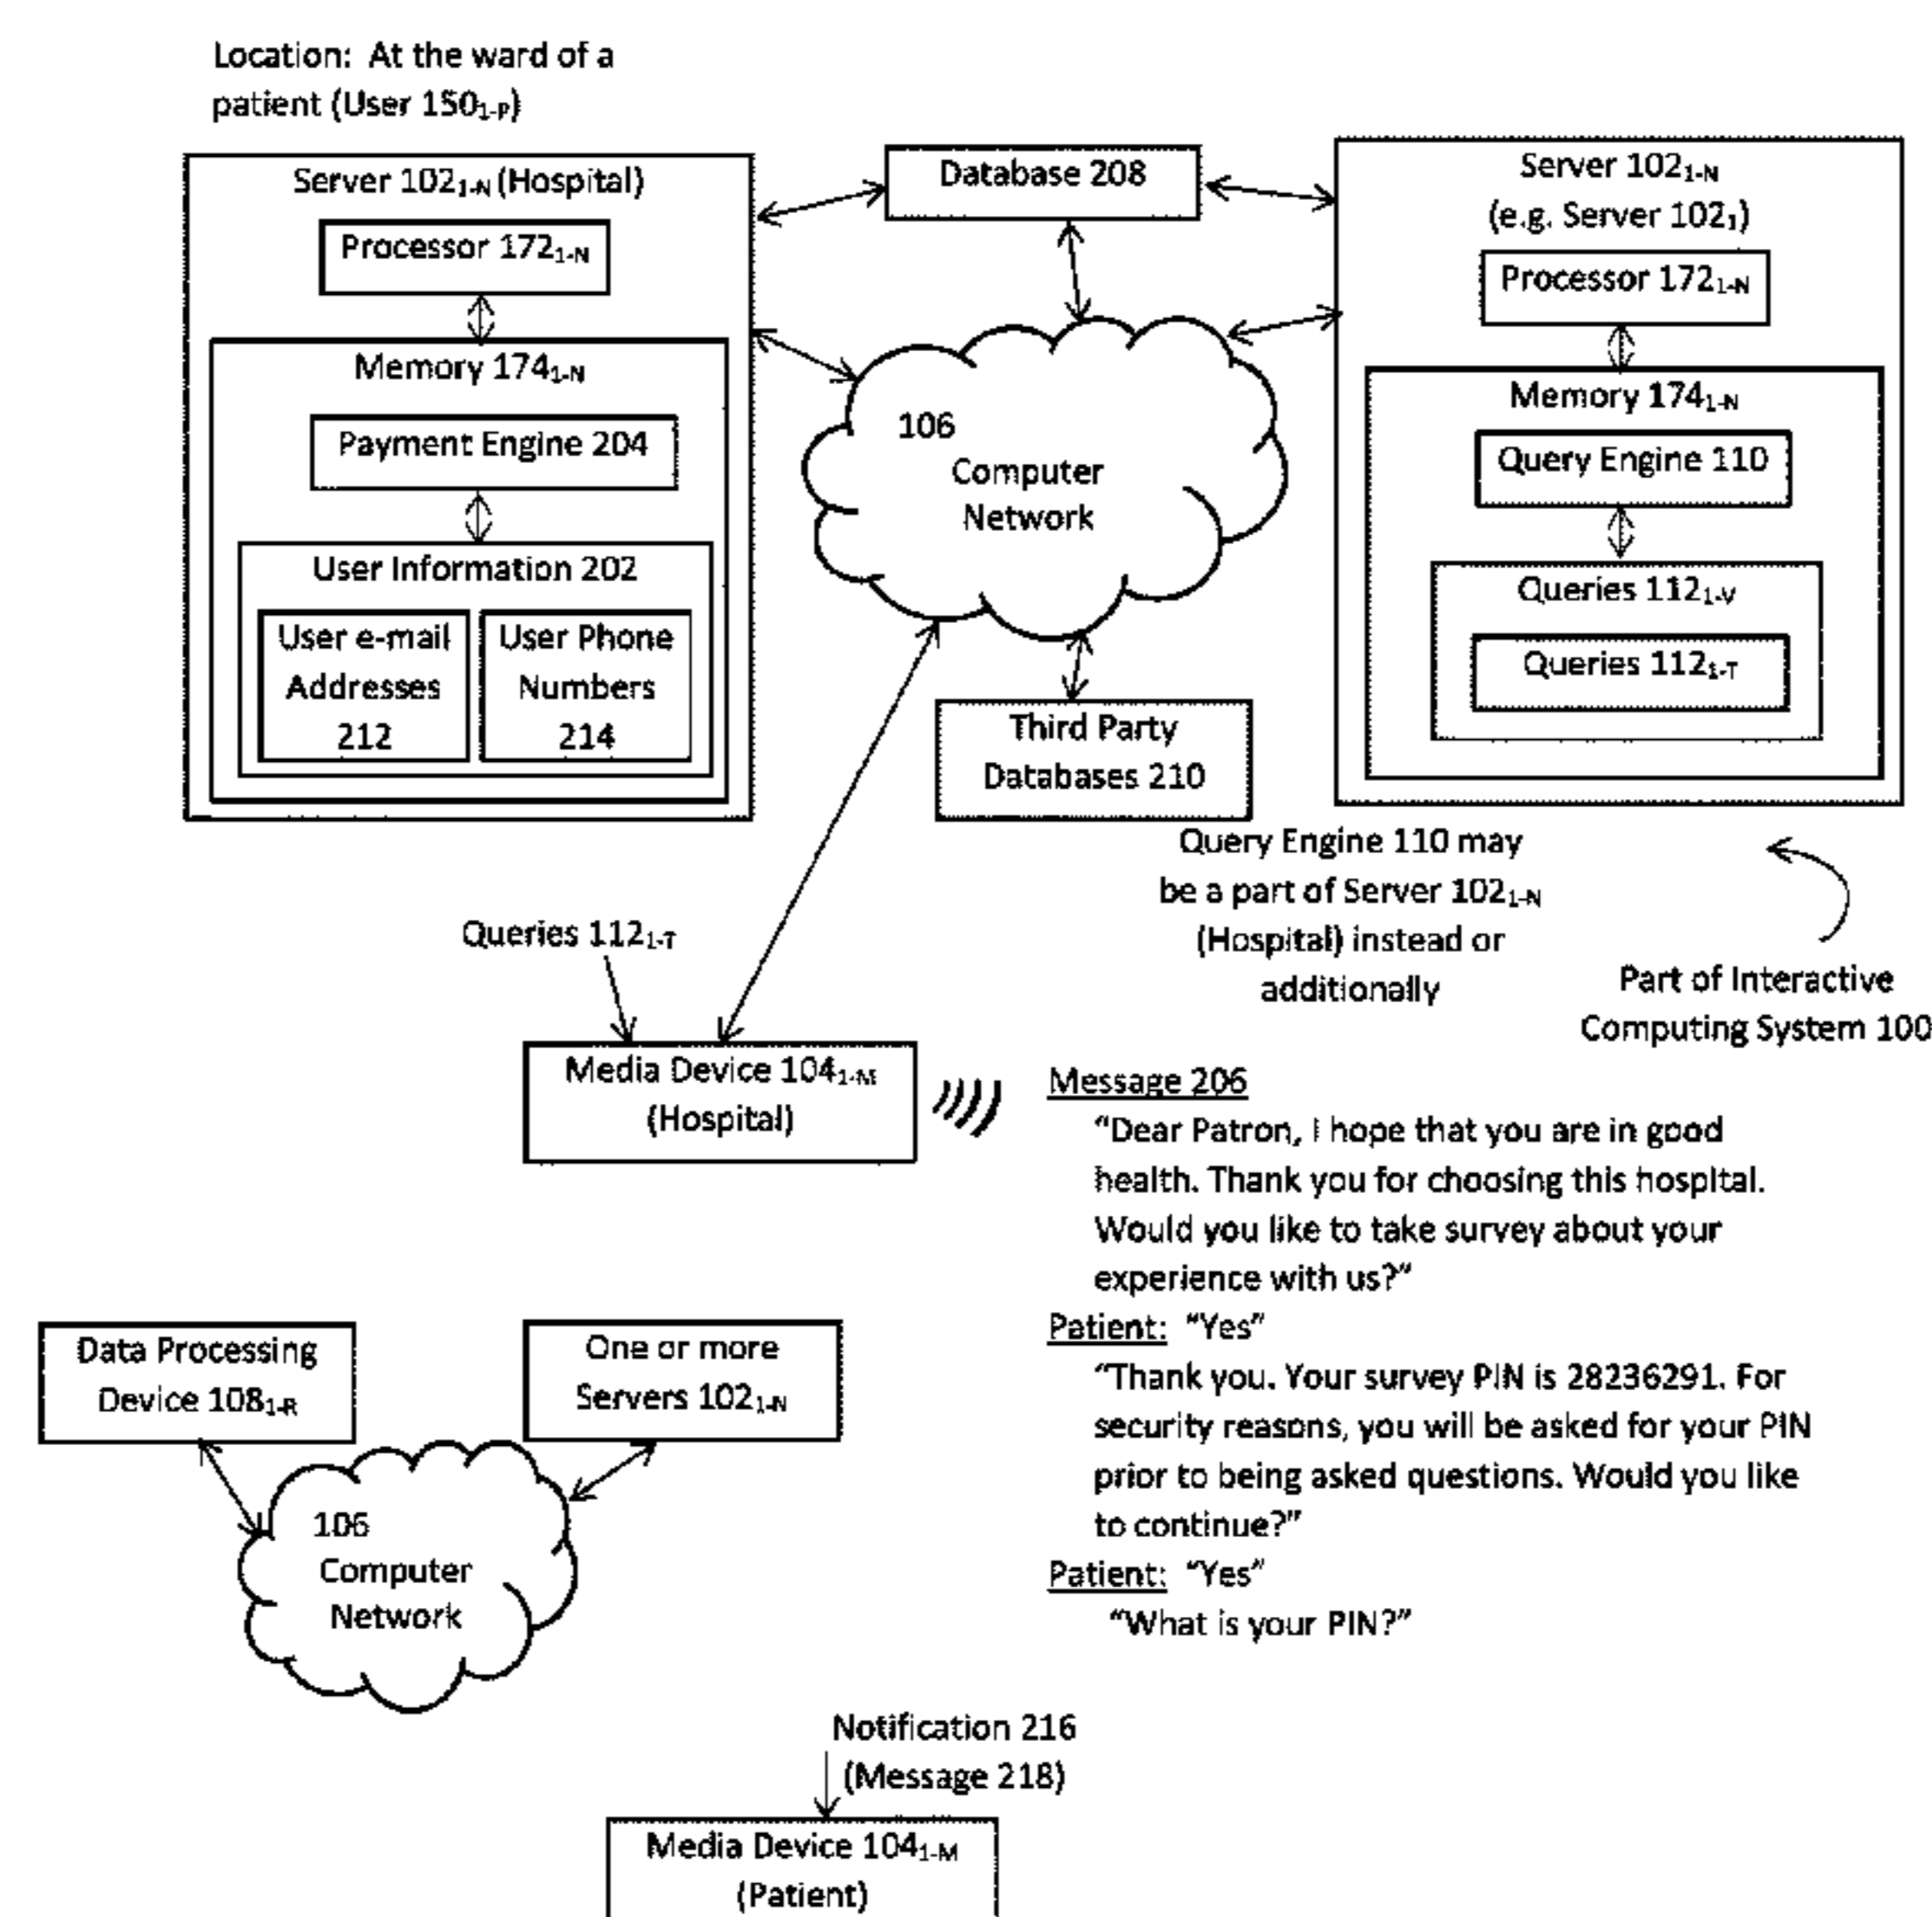 Location: At the ward of a
patient (User 150₁₋P)
Server 102₁₋N (Hospital)
Processor 172₁₋N
Memory 174₁₋N
Payment Engine 204
User Information 202
User e-mail
Addresses
212
User Phone
Numbers
214
Database 208
106
Computer
Network
Third Party
Databases 210
Server 102₁₋N
(e.g. Server 102₁)
Processor 172₁₋N
Memory 174₁₋N
Query Engine 110
Queries 112₁₋V
Queries 112₁₋T
Query Engine 110 may
be a part of Server 102₁₋N
(Hospital) instead or
additionally
Part of Interactive
Computing System 100
Queries 112₁₋T
Media Device 104₁₋M
(Hospital)
Message 206
“Dear Patron, I hope that you are in good
health. Thank you for choosing this hospital.
Would you like to take survey about your
experience with us?”
Patient: “Yes”
“Thank you. Your survey PIN is 28236291. For
security reasons, you will be asked for your PIN
prior to being asked questions. Would you like
to continue?”
Patient: “Yes”
“What is your PIN?”
Data Processing
Device 108₁₋R
One or more
Servers 102₁₋N
106
Computer
Network
Notification 216
(Message 218)
Media Device 104₁₋M
(Patient)